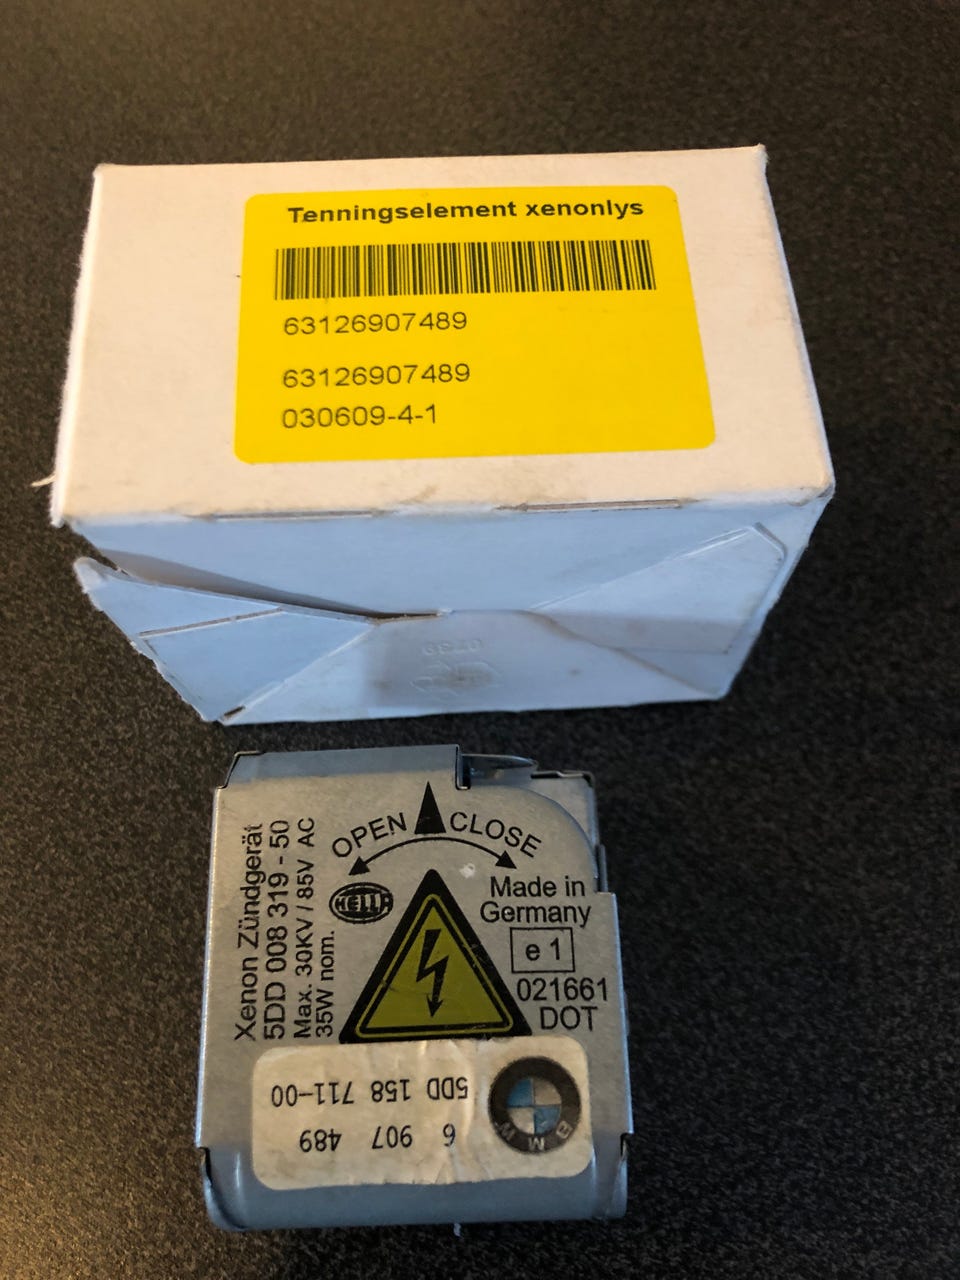 Tenningselement xenonlys
63126907489
63126907489
030609-4-1
0739
OPEN CLOSE
Xenon Zündgerät
5DD 008 319 - 50
Max. 30KV / 85V AC
35W nom.
HELLA
Made in
Germany
e 1
021661
DOT
BMW
6 907 489
5DD 158 711-00